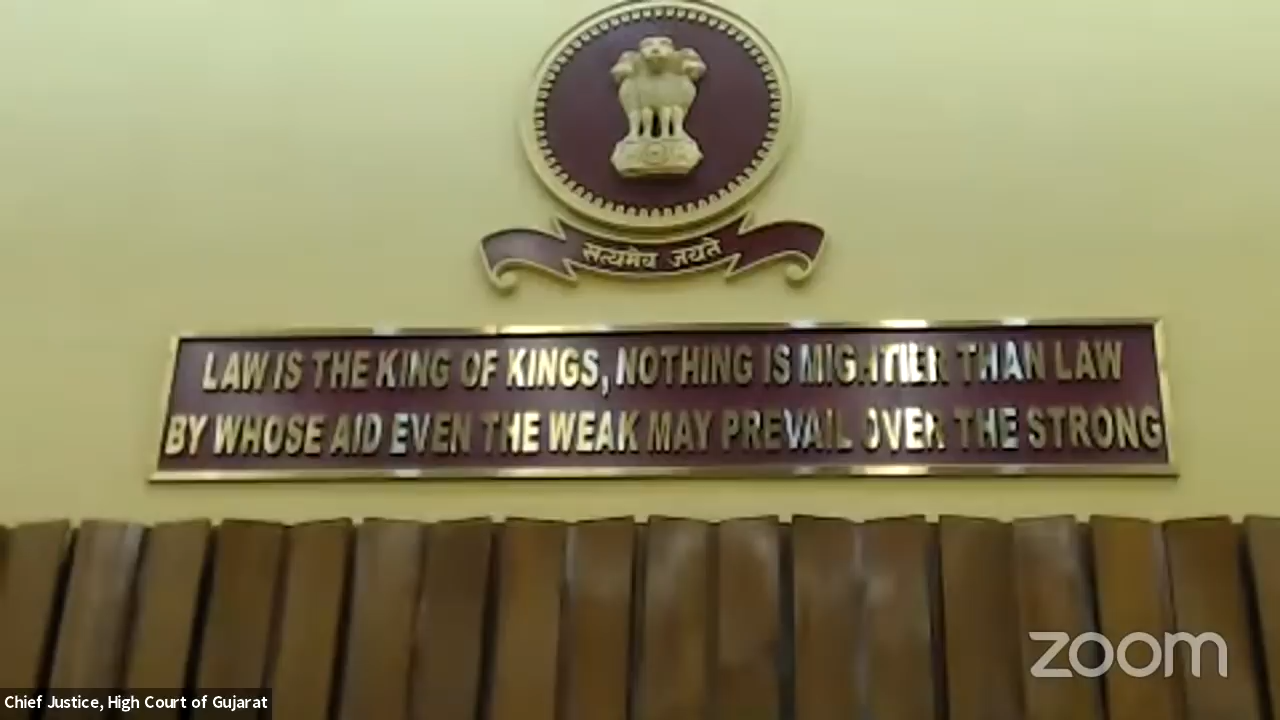 सत्यमेव जयते
LAW IS THE KING OF KINGS, NOTHING IS MIGHTIER THAN LAW
BY WHOSE AID EVEN THE WEAK MAY PREVAIL OVER THE STRONG
zoom
Chief Justice, High Court of Gujarat